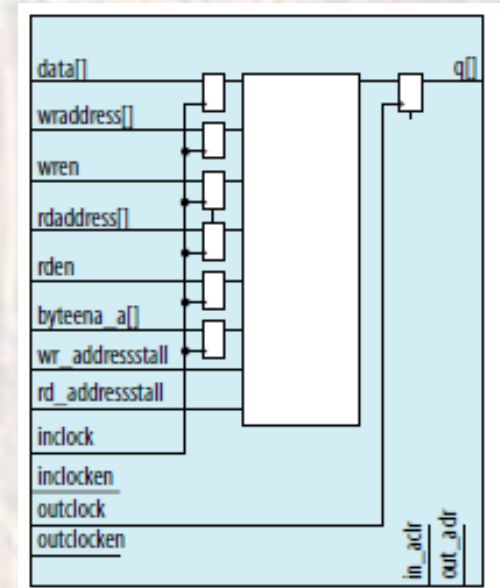 data[]
q[]
wraddress[]
wren
rdaddress[]
rden
byteena_a[]
wr_addressstall
rd_addressstall
inclock
inclocken
outclock
outclocken
in_aclr
out_aclr